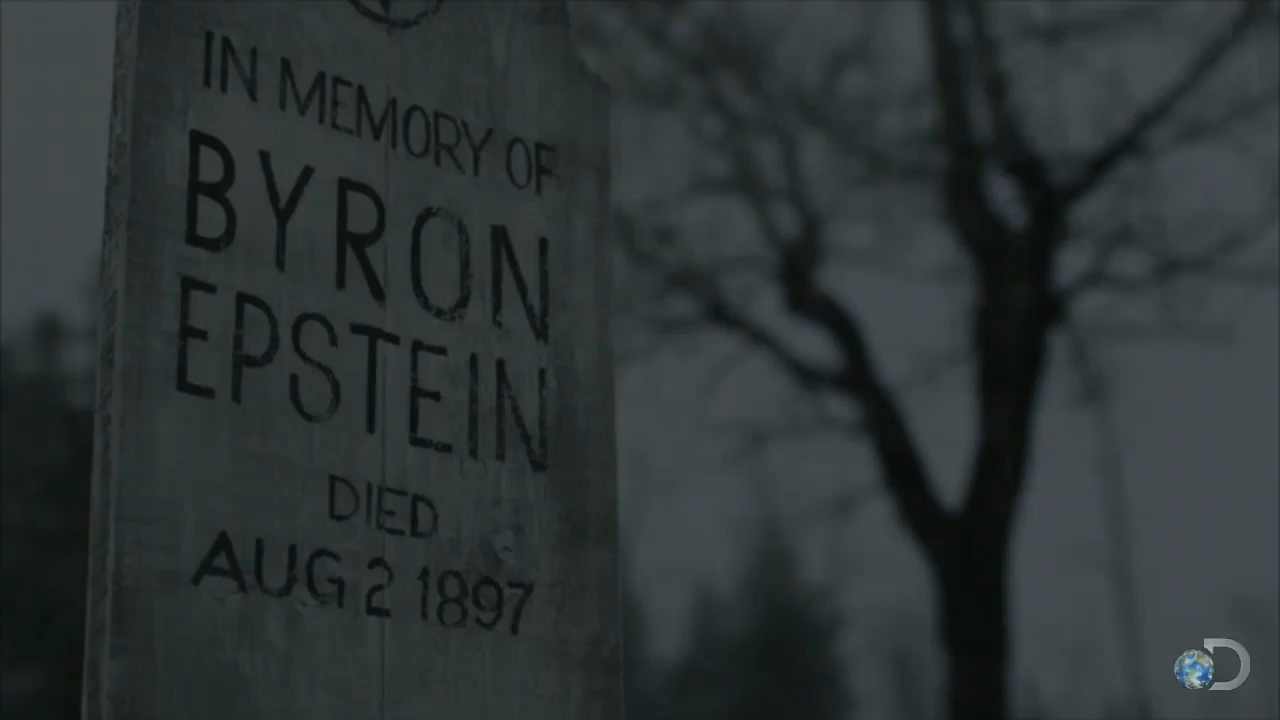 IN MEMORY OF
BYRON
EPSTEIN
DIED
AUG 2 1897
D